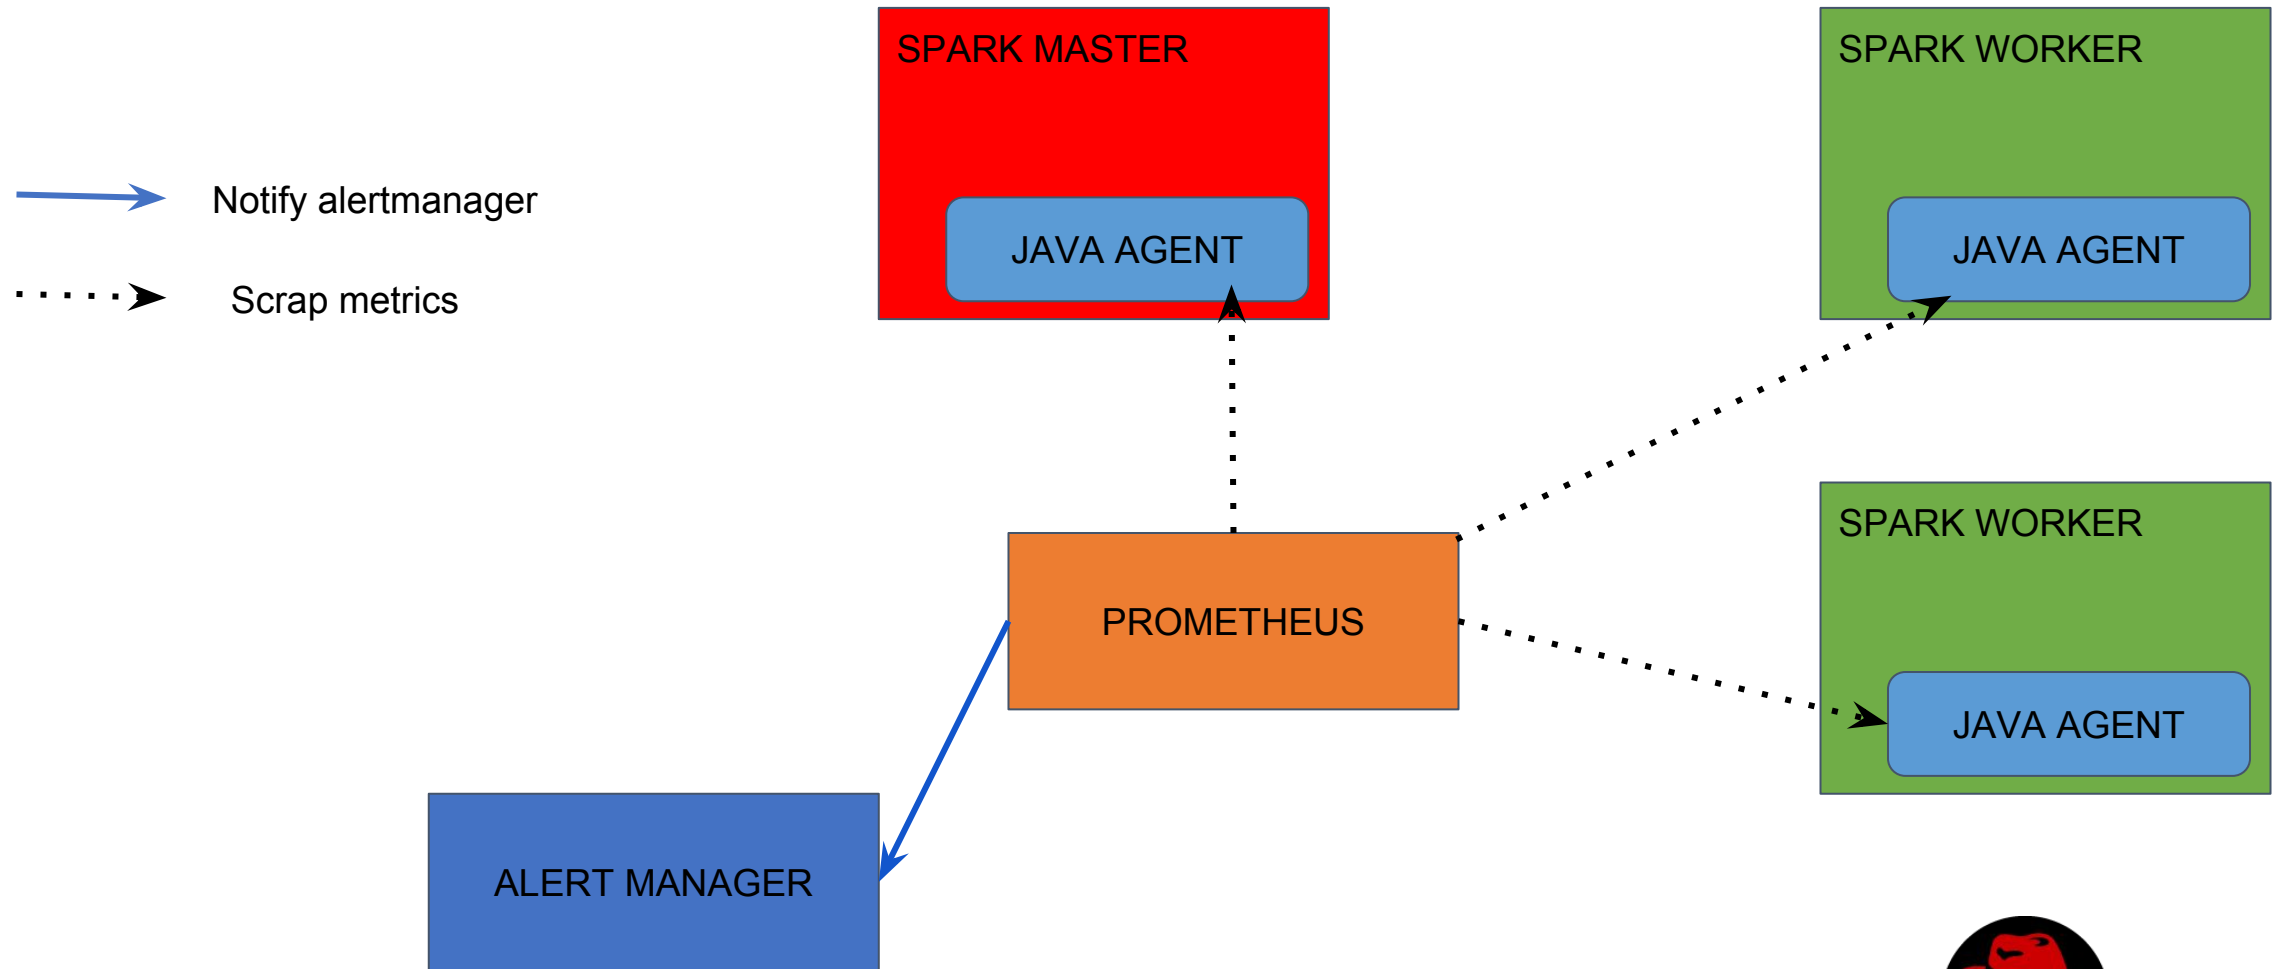 SPARK MASTER
JAVA AGENT
SPARK WORKER
JAVA AGENT
Notify alertmanager
Scrap metrics
PROMETHEUS
SPARK WORKER
JAVA AGENT
ALERT MANAGER